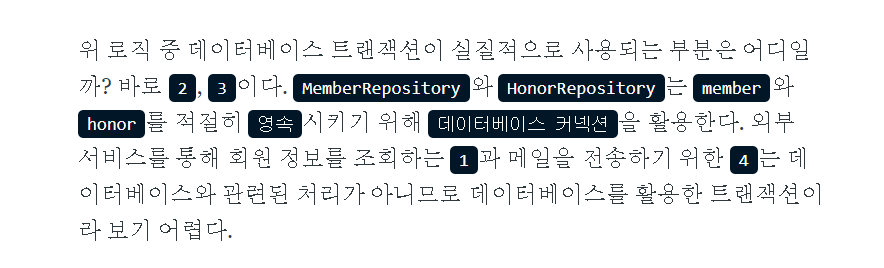 위 로직 중 데이터베이스 트랜잭션이 실질적으로 사용되는 부분은 어디일
까? 바로 2, 3이다. MemberRepository와 HonorRepository는 member와
honor를 적절히 영속시키기 위해 데이터베이스 커넥션을 활용한다. 외부
서비스를 통해 회원 정보를 조회하는 1과 메일을 전송하기 위한 4는 데
이터베이스와 관련된 처리가 아니므로 데이터베이스를 활용한 트랜잭션이
라 보기 어렵다.